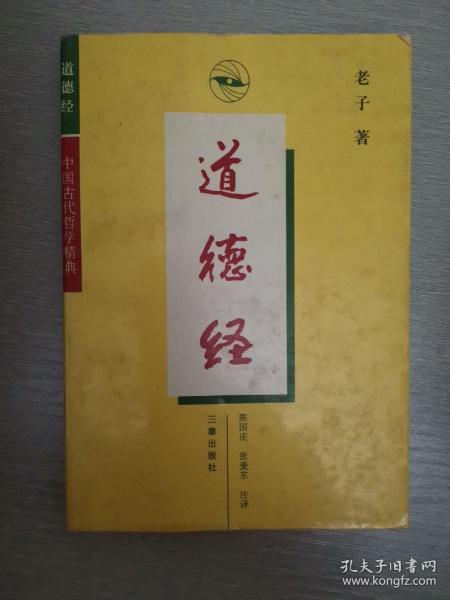 道德经
中国古代哲学精典
老子著
道德经
陈国庆 张爱东 注译
三秦出版社
孔夫子旧书网
www.kongfz.com